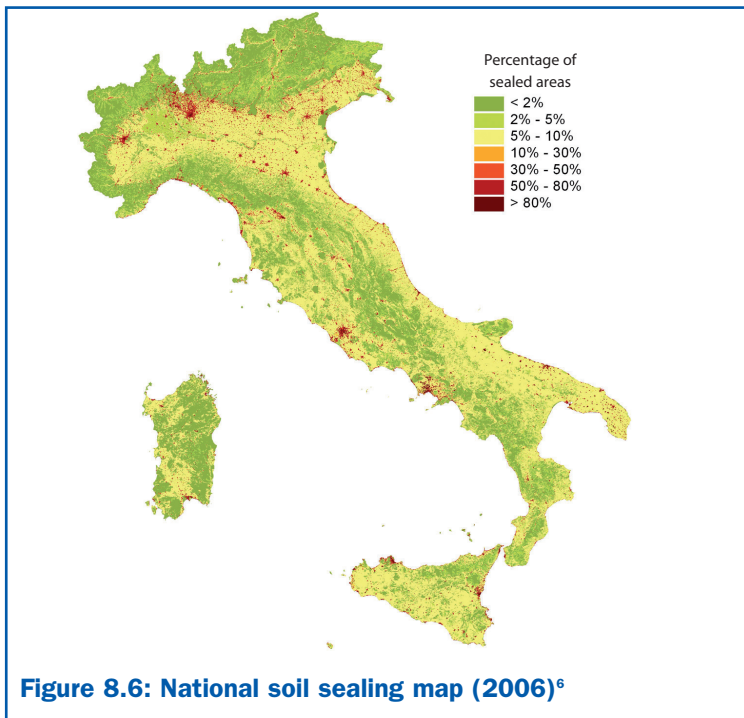 Percentage of
sealed areas
< 2%
2% - 5%
5% - 10%
10% - 30%
30% - 50%
50% - 80%
> 80%
Figure 8.6: National soil sealing map (2006)⁶